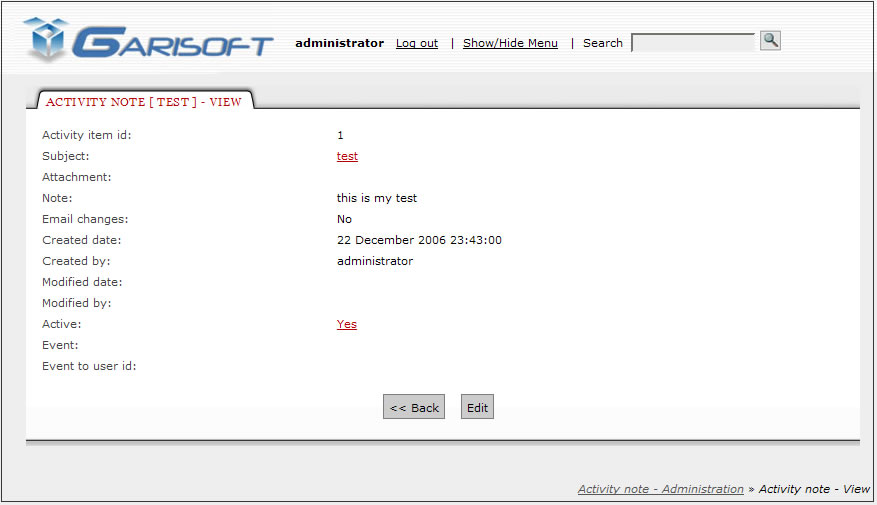 GARISOFT administrator Log out | Show/Hide Menu | Search
ACTIVITY NOTE [ TEST ] - VIEW
Activity item id: 1
Subject: test
Attachment:
Note: this is my test
Email changes: No
Created date: 22 December 2006 23:43:00
Created by: administrator
Modified date:
Modified by:
Active: Yes
Event:
Event to user id:
<< Back Edit
Activity note - Administration » Activity note - View